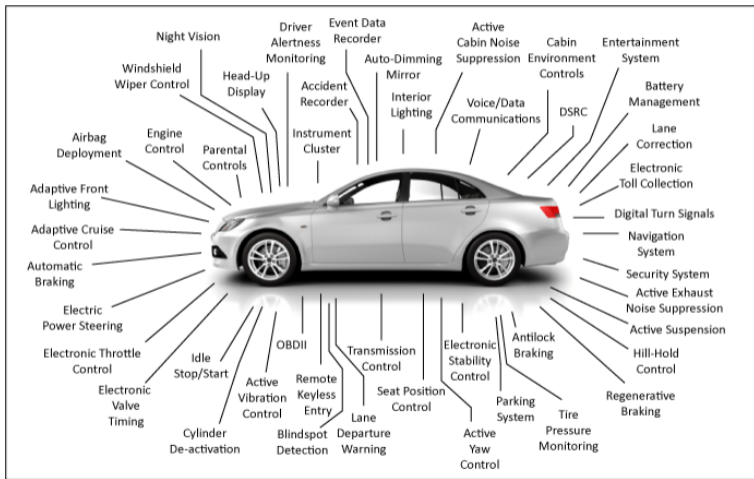 Night Vision
Driver
Alertness
Monitoring
Event Data
Recorder
Active
Cabin Noise
Suppression
Cabin
Environment
Controls
Entertainment
System
Windshield
Wiper Control
Head-Up
Display
Accident
Recorder
Auto-Dimming
Mirror
Interior
Lighting
Voice/Data
Communications
DSRC
Battery
Management
Airbag
Deployment
Engine
Control
Parental
Controls
Instrument
Cluster
Lane
Correction
Electronic
Toll Collection
Adaptive Front
Lighting
Digital Turn Signals
Adaptive Cruise
Control
Navigation
System
Automatic
Braking
Security System
Electric
Power Steering
Active Exhaust
Noise Suppression
Active Suspension
Electronic Throttle
Control
Idle
Stop/Start
OBDII
Transmission
Control
Electronic
Stability
Control
Antilock
Braking
Hill-Hold
Control
Electronic
Valve
Timing
Active
Vibration
Control
Remote
Keyless
Entry
Seat Position
Control
Parking
System
Regenerative
Braking
Cylinder
De-activation
Blindspot
Detection
Lane
Departure
Warning
Active
Yaw
Control
Tire
Pressure
Monitoring